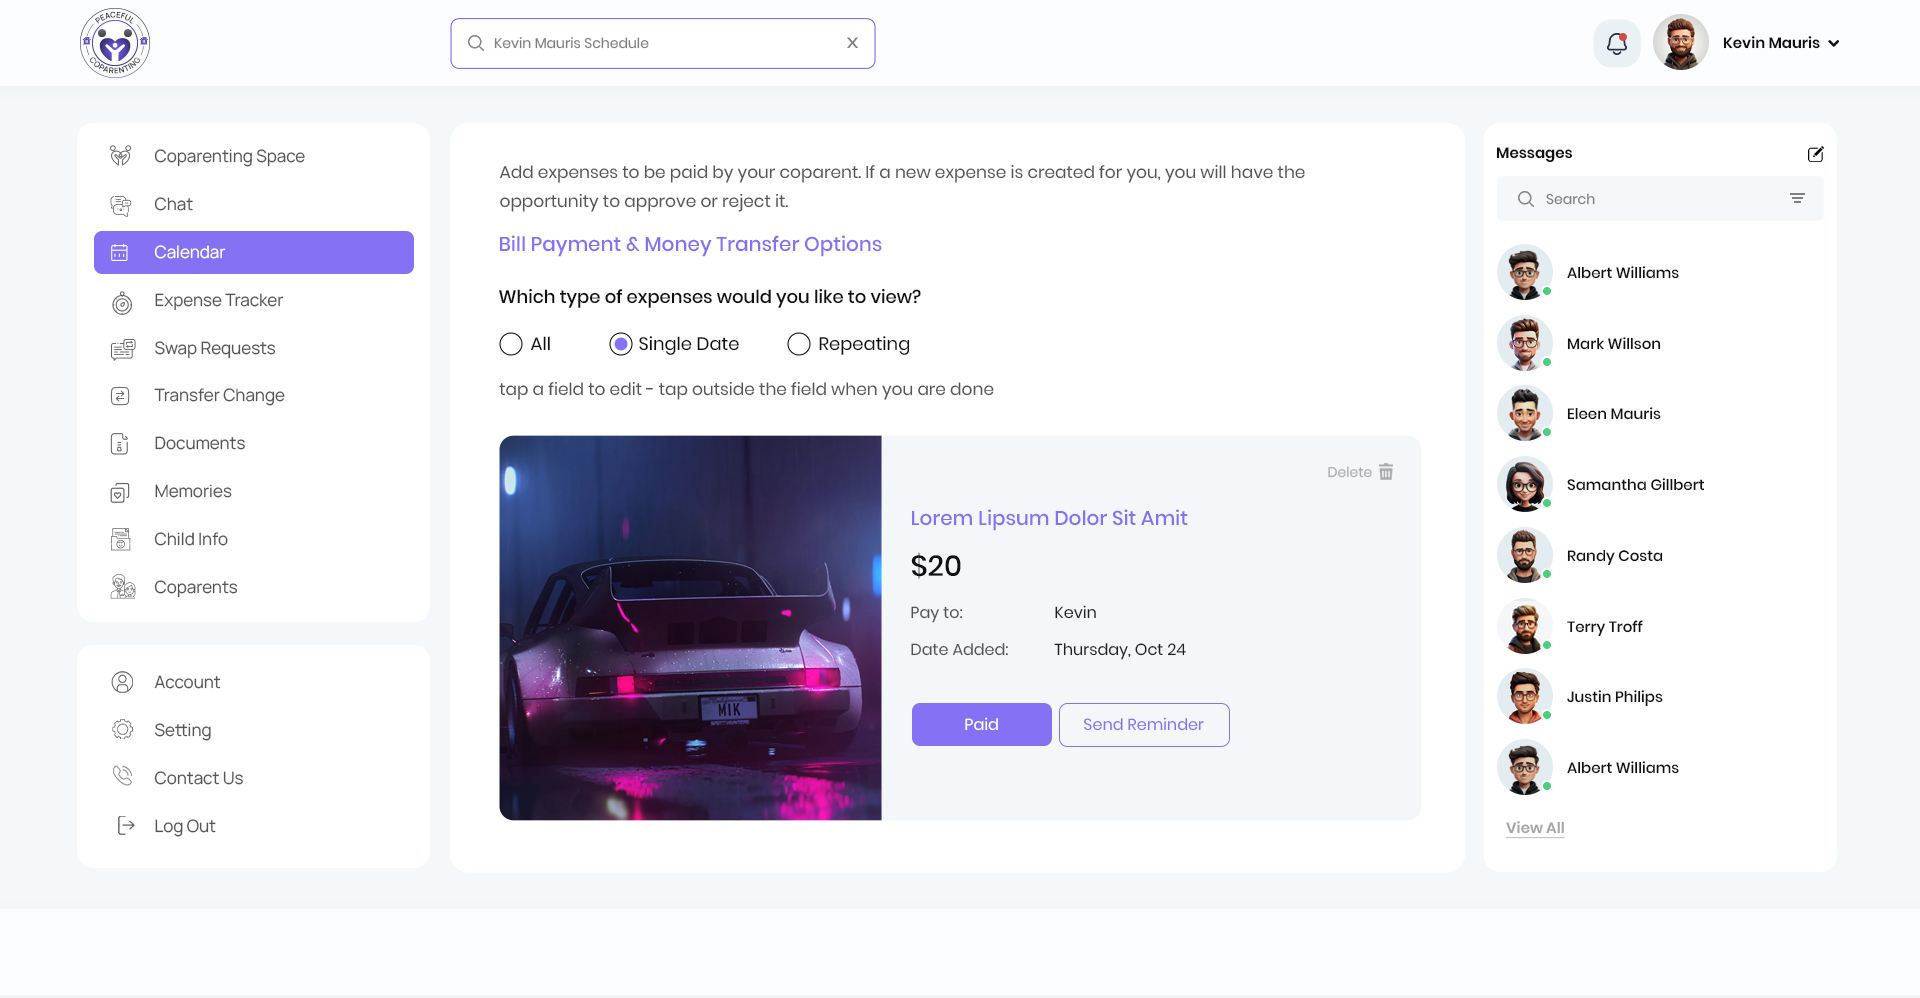 PEACEFUL
COPARENTING
Kevin Mauris Schedule
X
Kevin Mauris
Coparenting Space
Chat
Calendar
Expense Tracker
Swap Requests
Transfer Change
Documents
Memories
Child Info
Coparents
Account
Setting
Contact Us
Log Out
Add expenses to be paid by your coparent. If a new expense is created for you, you will have the
opportunity to approve or reject it.
Bill Payment & Money Transfer Options
Which type of expenses would you like to view?
All Single Date Repeating
tap a field to edit - tap outside the field when you are done
MIK
Delete
Lorem Lipsum Dolor Sit Amit
$20
Pay to: Kevin
Date Added: Thursday, Oct 24
Paid Send Reminder
Messages
Search
Albert Williams
Mark Willson
Eleen Mauris
Samantha Gillbert
Randy Costa
Terry Troff
Justin Philips
Albert Williams
View All